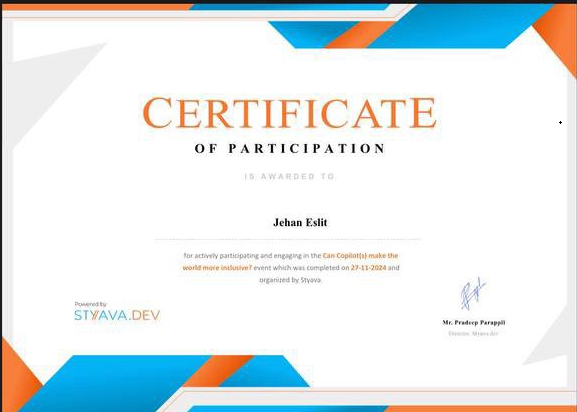 CERTIFICATE
OF PARTICIPATION
IS AWARDED TO
Jehan Eslit
for actively participating and engaging in the Can Copilot(s) make the
world more inclusive? event which was completed on 27-11-2024 and
organized by Styava
Powered by
STYAVA.DEV
Mr. Pradeep Parappil
Director, Styava.dev